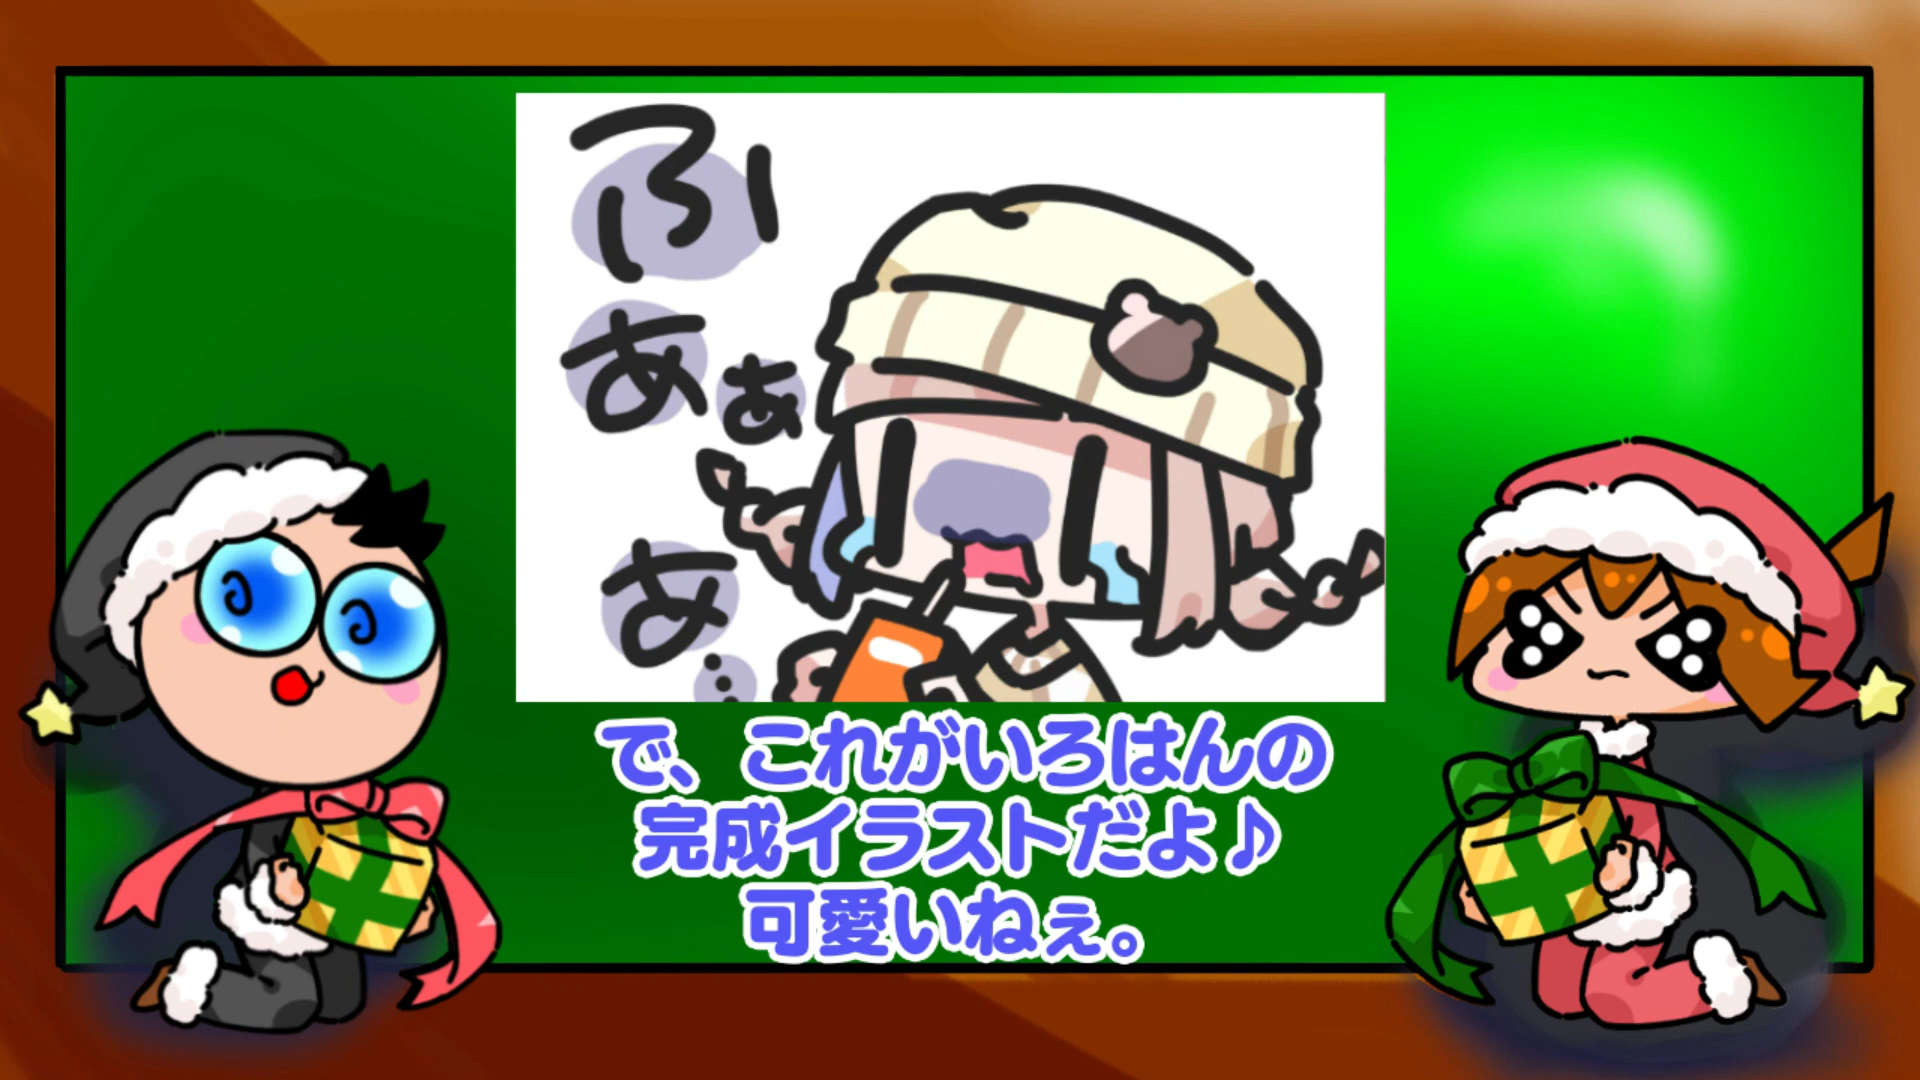 ふ
あぁ
あ…
で、これがいろはんの
完成イラストだよ♪
可愛いねぇ。